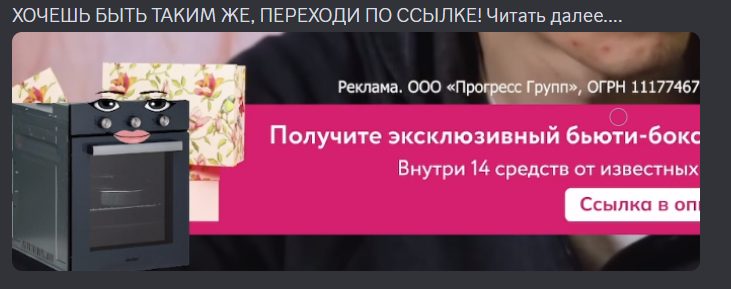 ХОЧЕШЬ БЫТЬ ТАКИМ ЖЕ, ПЕРЕХОДИ ПО ССЫЛКЕ! Читать далее....
Реклама. ООО «Прогресс Групп», ОГРН 11177467
Получите эксклюзивный бьюти-бокс
Внутри 14 средств от известных
Ссылка в оп